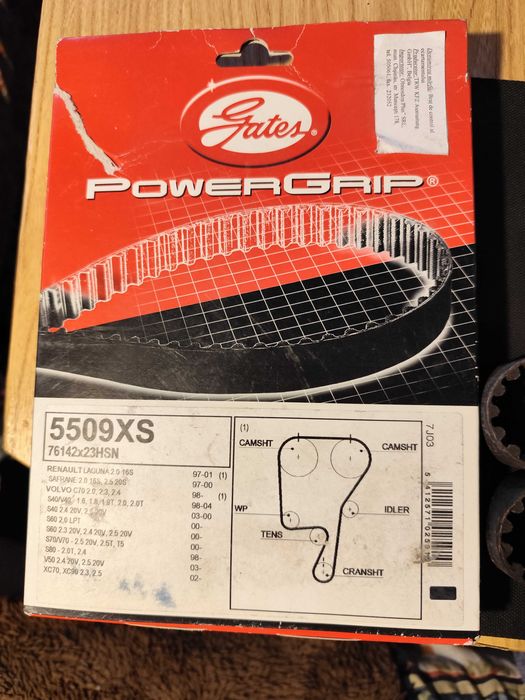 Gates®
POWERGRIP®
5509XS
76142x23HSN
RENAULT LAGUNA 2.0 16S 97-01 (1)
SAFRANE 2.0 16S, 2.5 20S 97-00
VOLVO C70 2.0, 2.3, 2.4 98- (1)
S40/V40 - 1.6, 1.8, 1.9T, 2.0, 2.0T 98-04
S40 2.4 20V, 2.5 20V 03-00
S60 2.0 LPT 00-
S60 2.3 20V, 2.4 20V, 2.5 20V 00-
S70/V70 - 2.5 20V, 2.5T, T5 00-
S80 - 2.0T, 2.4 98-
V50 2.4 20V, 2.5 20V 03-
XC70, XC90 2.3, 2.5 02-
(1)
CAMSHT
CAMSHT
WP
IDLER
TENS
CRANSHT
7J03